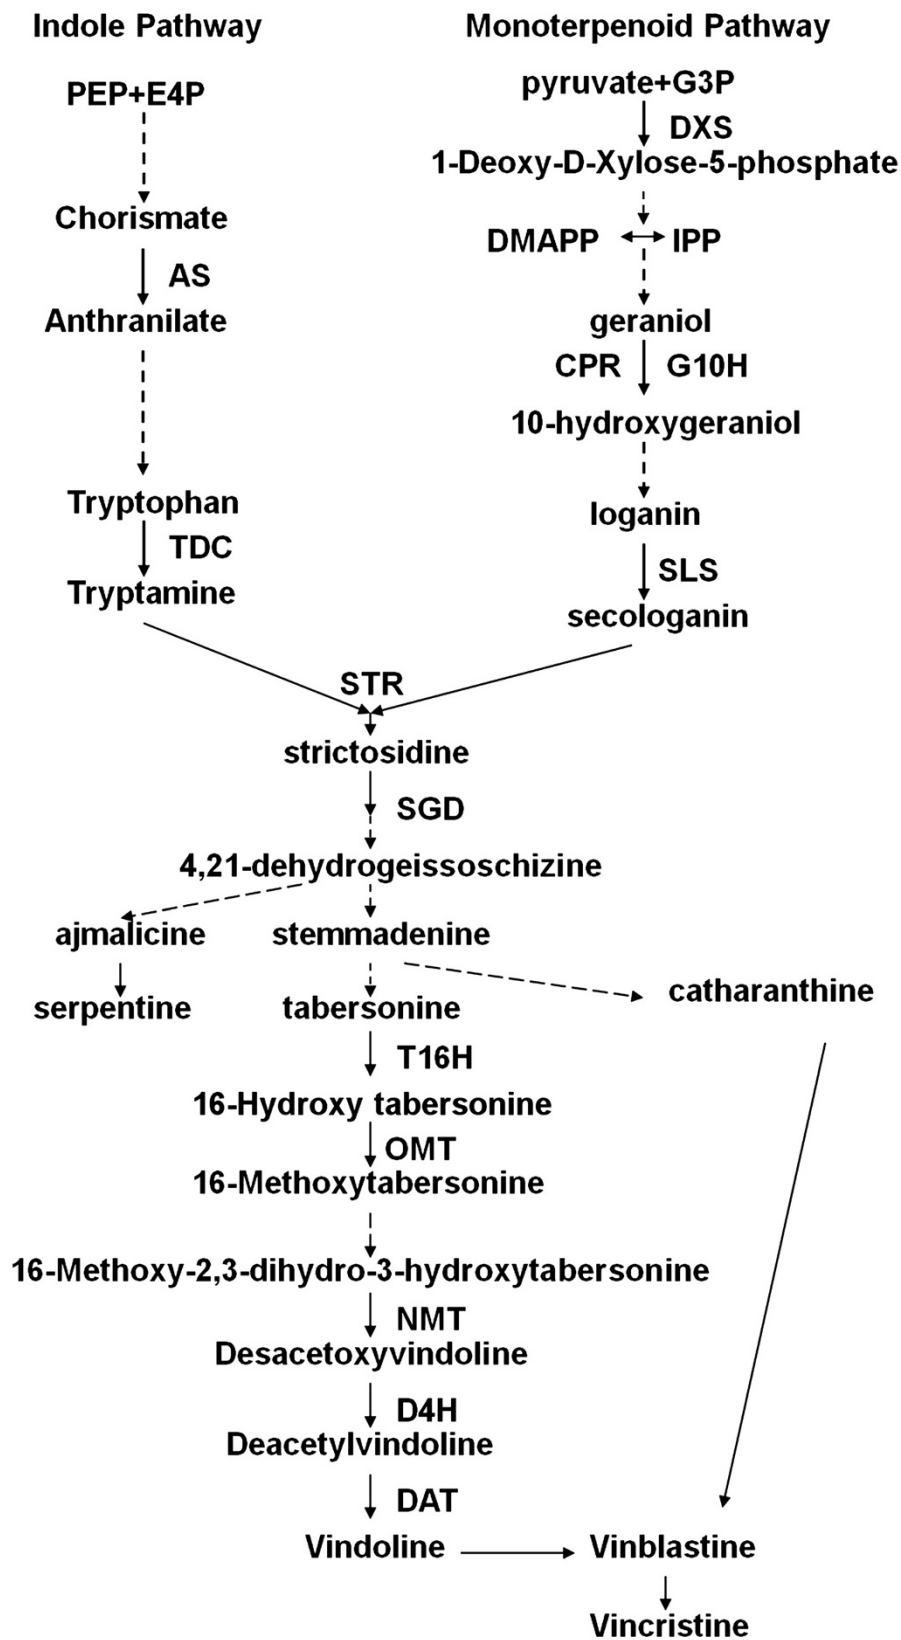 Indole Pathway
Monoterpenoid Pathway
PEP+E4P
pyruvate+G3P
DXS
1-Deoxy-D-Xylose-5-phosphate
Chorismate
DMAPP
IPP
AS
Anthranilate
geraniol
CPR
G10H
10-hydroxygeraniol
Tryptophan
loganin
TDC
SLS
Tryptamine
secologanin
STR
strictosidine
SGD
4,21-dehydrogeissoschizine
ajmalicine
stemmadenine
catharanthine
serpentine
tabersonine
T16H
16-Hydroxy tabersonine
OMT
16-Methoxytabersonine
16-Methoxy-2,3-dihydro-3-hydroxytabersonine
NMT
Desacetoxyvindoline
D4H
Deacetylvindoline
DAT
Vindoline
Vinblastine
Vincristine